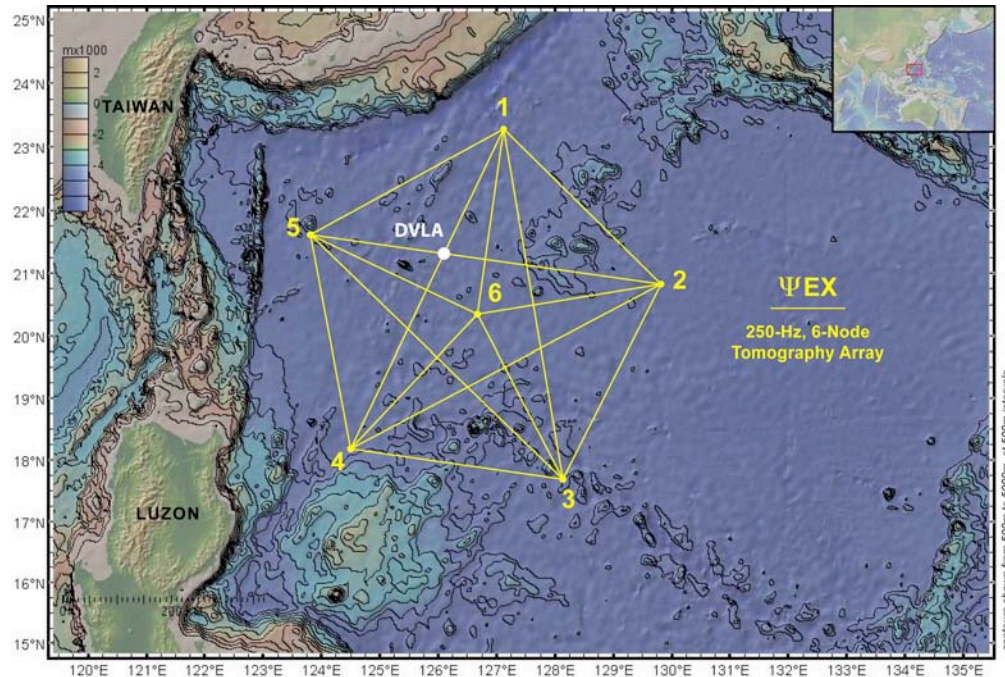 25°N
24°N
23°N
22°N
21°N
20°N
19°N
18°N
17°N
16°N
15°N
mx1000
2
0
-2
-4
TAIWAN
LUZON
1
5
DVLA
2
6
4
3
ΨEX
250-Hz, 6-Node
Tomography Array
120°E 121°E 122°E 123°E 124°E 125°E 126°E 127°E 128°E 129°E 130°E 131°E 132°E 133°E 134°E 135°E